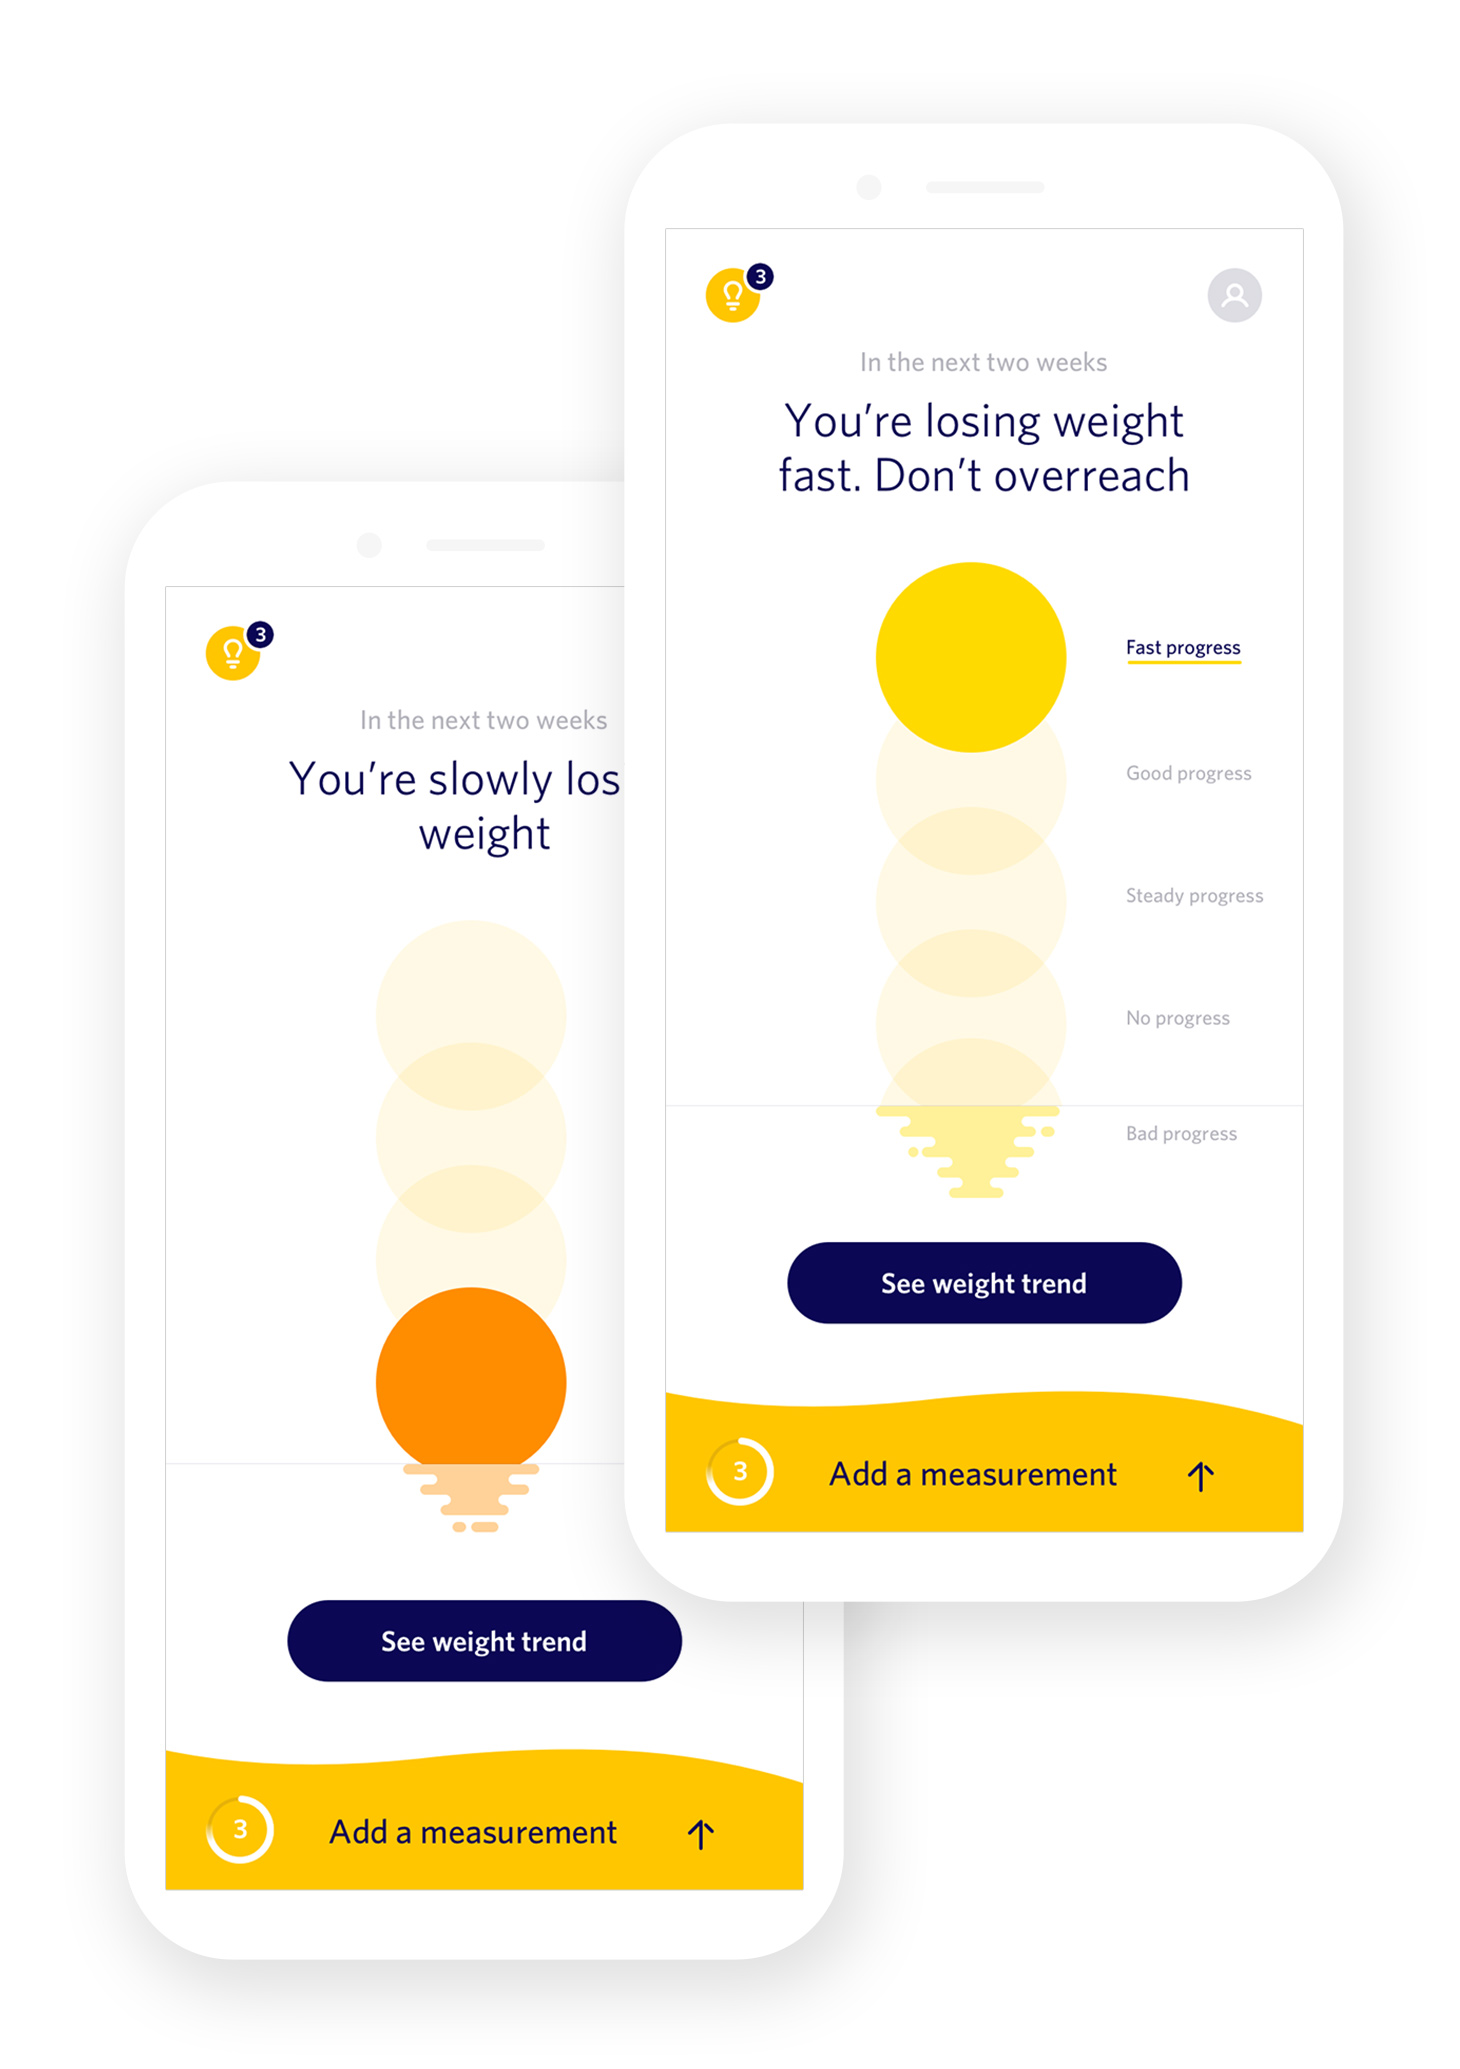 3
In the next two weeks
You're losing weight
fast. Don't overreach
Fast progress
Good progress
Steady progress
No progress
Bad progress
See weight trend
3
Add a measurement
3
In the next two weeks
You're slowly los
weight
See weight trend
3
Add a measurement